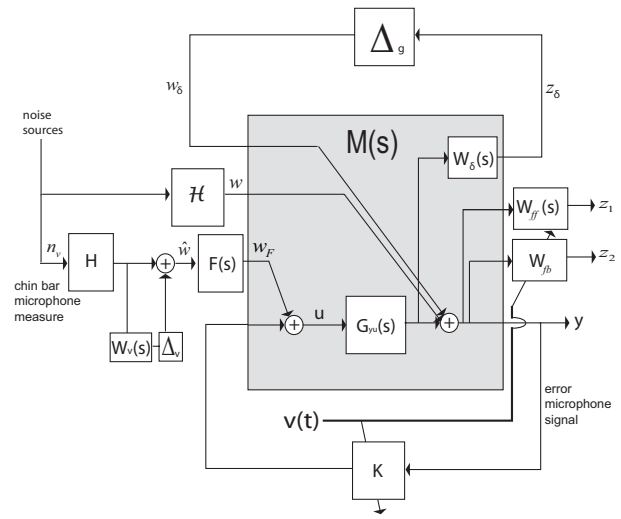 Δg
wδ
zδ
noise
sources
M(s)
Wδ(s)
ℋ
w
Wff(s)
z1
nv
H
ŵ
F(s)
wF
Wfb
z2
chin bar
microphone
measure
u
Gyu(s)
y
Wv(s)
Δv
error
microphone
signal
v(t)
K